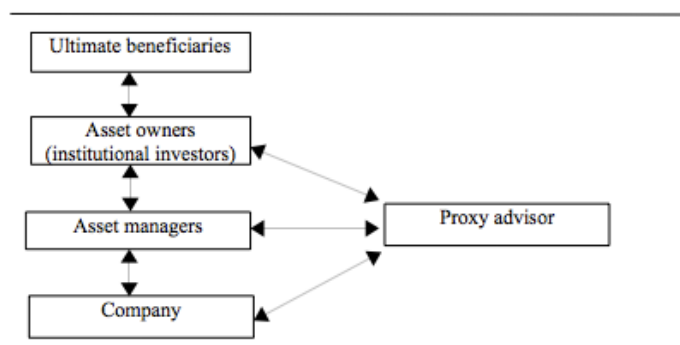 Ultimate beneficiaries
Asset owners
(institutional investors)
Asset managers
Proxy advisor
Company